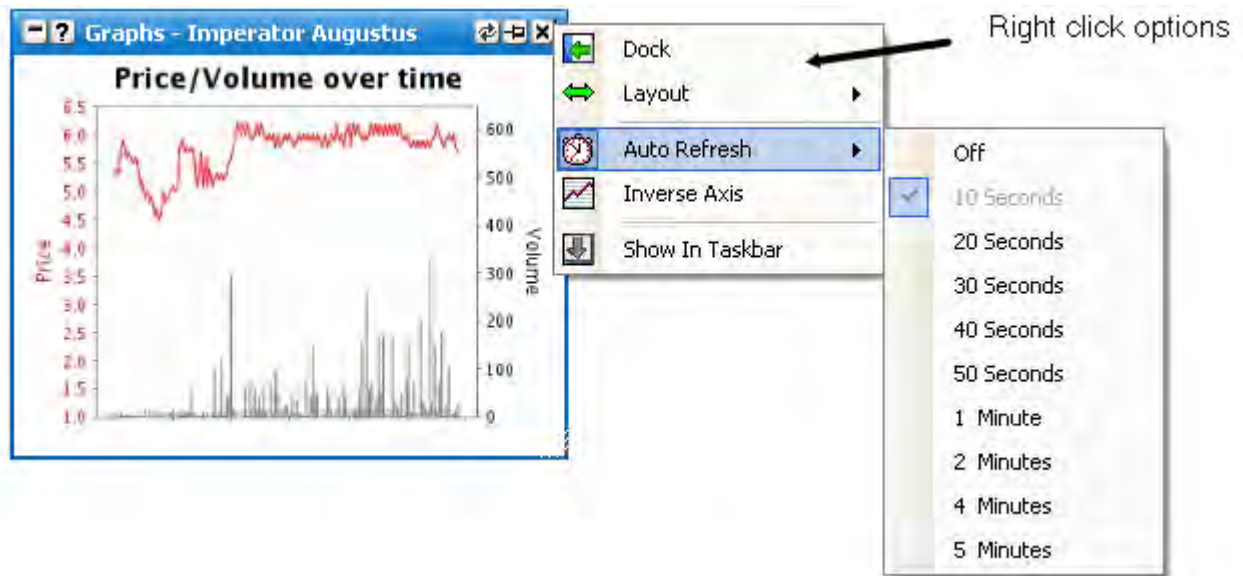 Graphs - Imperator Augustus
Price/Volume over time
6.5
6.0
5.5
5.0
4.5
4.0
3.5
3.0
2.5
2.0
1.5
1.0
Price
600
500
400
300
200
100
0
Volume
Right click options
Dock
Layout
Auto Refresh
Inverse Axis
Show In Taskbar
Off
10 Seconds
20 Seconds
30 Seconds
40 Seconds
50 Seconds
1 Minute
2 Minutes
4 Minutes
5 Minutes